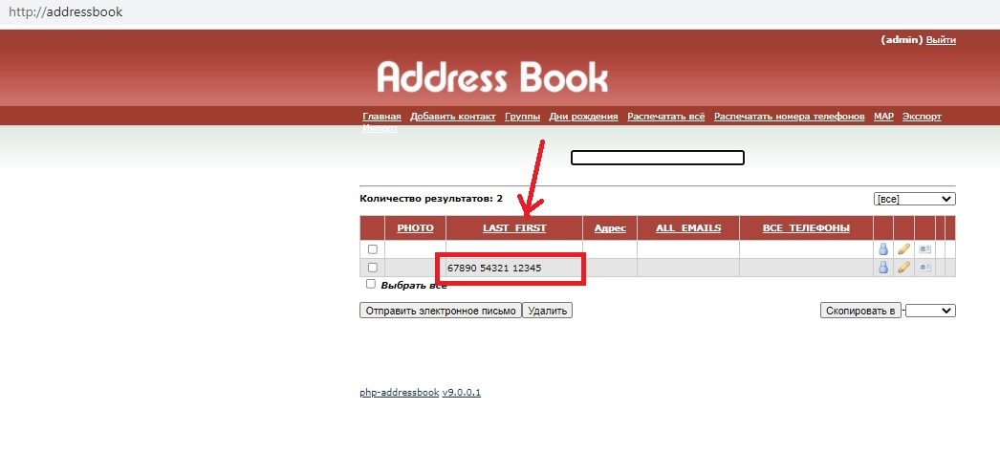 http://addressbook
(admin) Выйти
Address Book
Главная Добавить контакт Группы Дни рождения Распечатать всё Распечатать номера телефонов MAP Экспорт
Импорт
Количество результатов: 2 [все]
PHOTO LAST_FIRST Адрес ALL_EMAILS ВСЕ_ТЕЛЕФОНЫ
67890 54321 12345
Выбрать все
Отправить электронное письмо Удалить Скопировать в -
php-addressbook v9.0.0.1